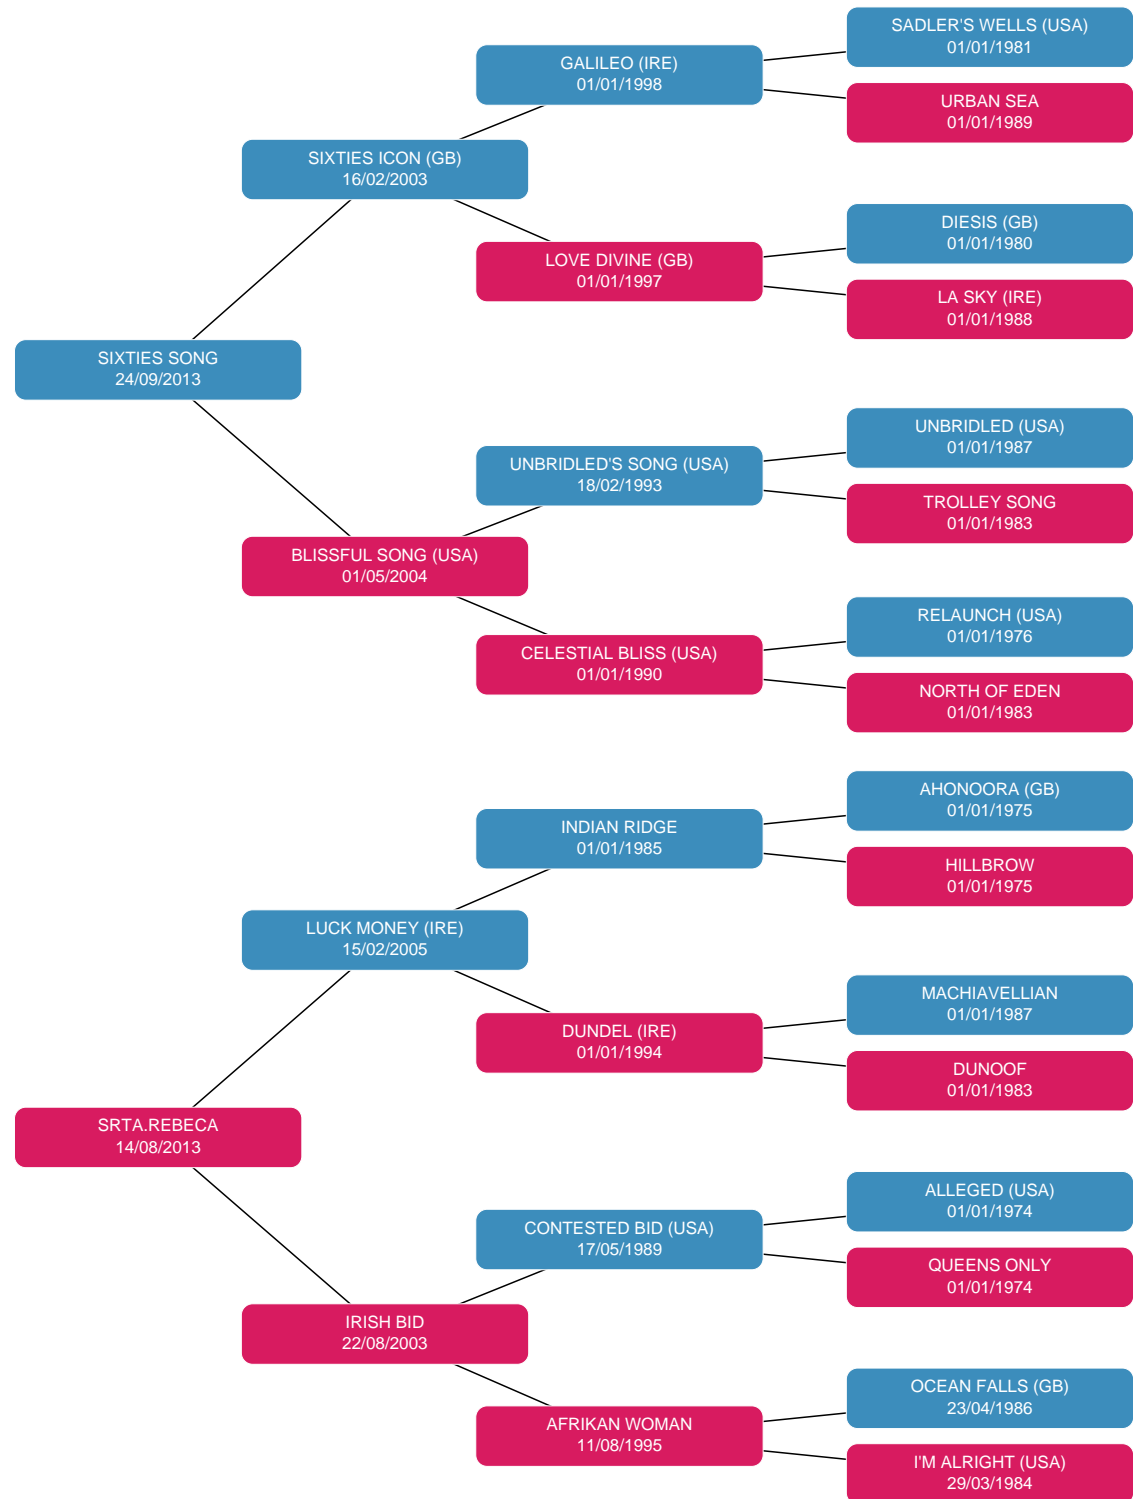 SADLER'S WELLS (USA)
01/01/1981
GALILEO (IRE)
01/01/1998
URBAN SEA
01/01/1989
SIXTIES ICON (GB)
16/02/2003
DIESIS (GB)
01/01/1980
LOVE DIVINE (GB)
01/01/1997
LA SKY (IRE)
01/01/1988
SIXTIES SONG
24/09/2013
UNBRIDLED (USA)
01/01/1987
UNBRIDLED'S SONG (USA)
18/02/1993
TROLLEY SONG
01/01/1983
BLISSFUL SONG (USA)
01/05/2004
RELAUNCH (USA)
01/01/1976
CELESTIAL BLISS (USA)
01/01/1990
NORTH OF EDEN
01/01/1983
AHONOORA (GB)
01/01/1975
INDIAN RIDGE
01/01/1985
HILLBROW
01/01/1975
LUCK MONEY (IRE)
15/02/2005
MACHIAVELLIAN
01/01/1987
DUNDEL (IRE)
01/01/1994
DUNOOF
01/01/1983
SRTA.REBECA
14/08/2013
ALLEGED (USA)
01/01/1974
CONTESTED BID (USA)
17/05/1989
QUEENS ONLY
01/01/1974
IRISH BID
22/08/2003
OCEAN FALLS (GB)
23/04/1986
AFRIKAN WOMAN
11/08/1995
I'M ALRIGHT (USA)
29/03/1984